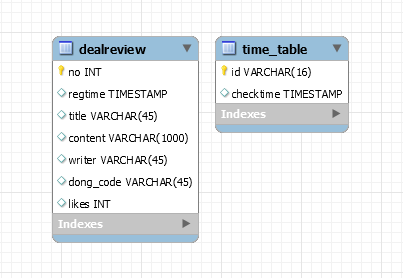 dealreview
no INT
regtime TIMESTAMP
title VARCHAR(45)
content VARCHAR(1000)
writer VARCHAR(45)
dong_code VARCHAR(45)
likes INT
Indexes
time_table
id VARCHAR(16)
checktime TIMESTAMP
Indexes